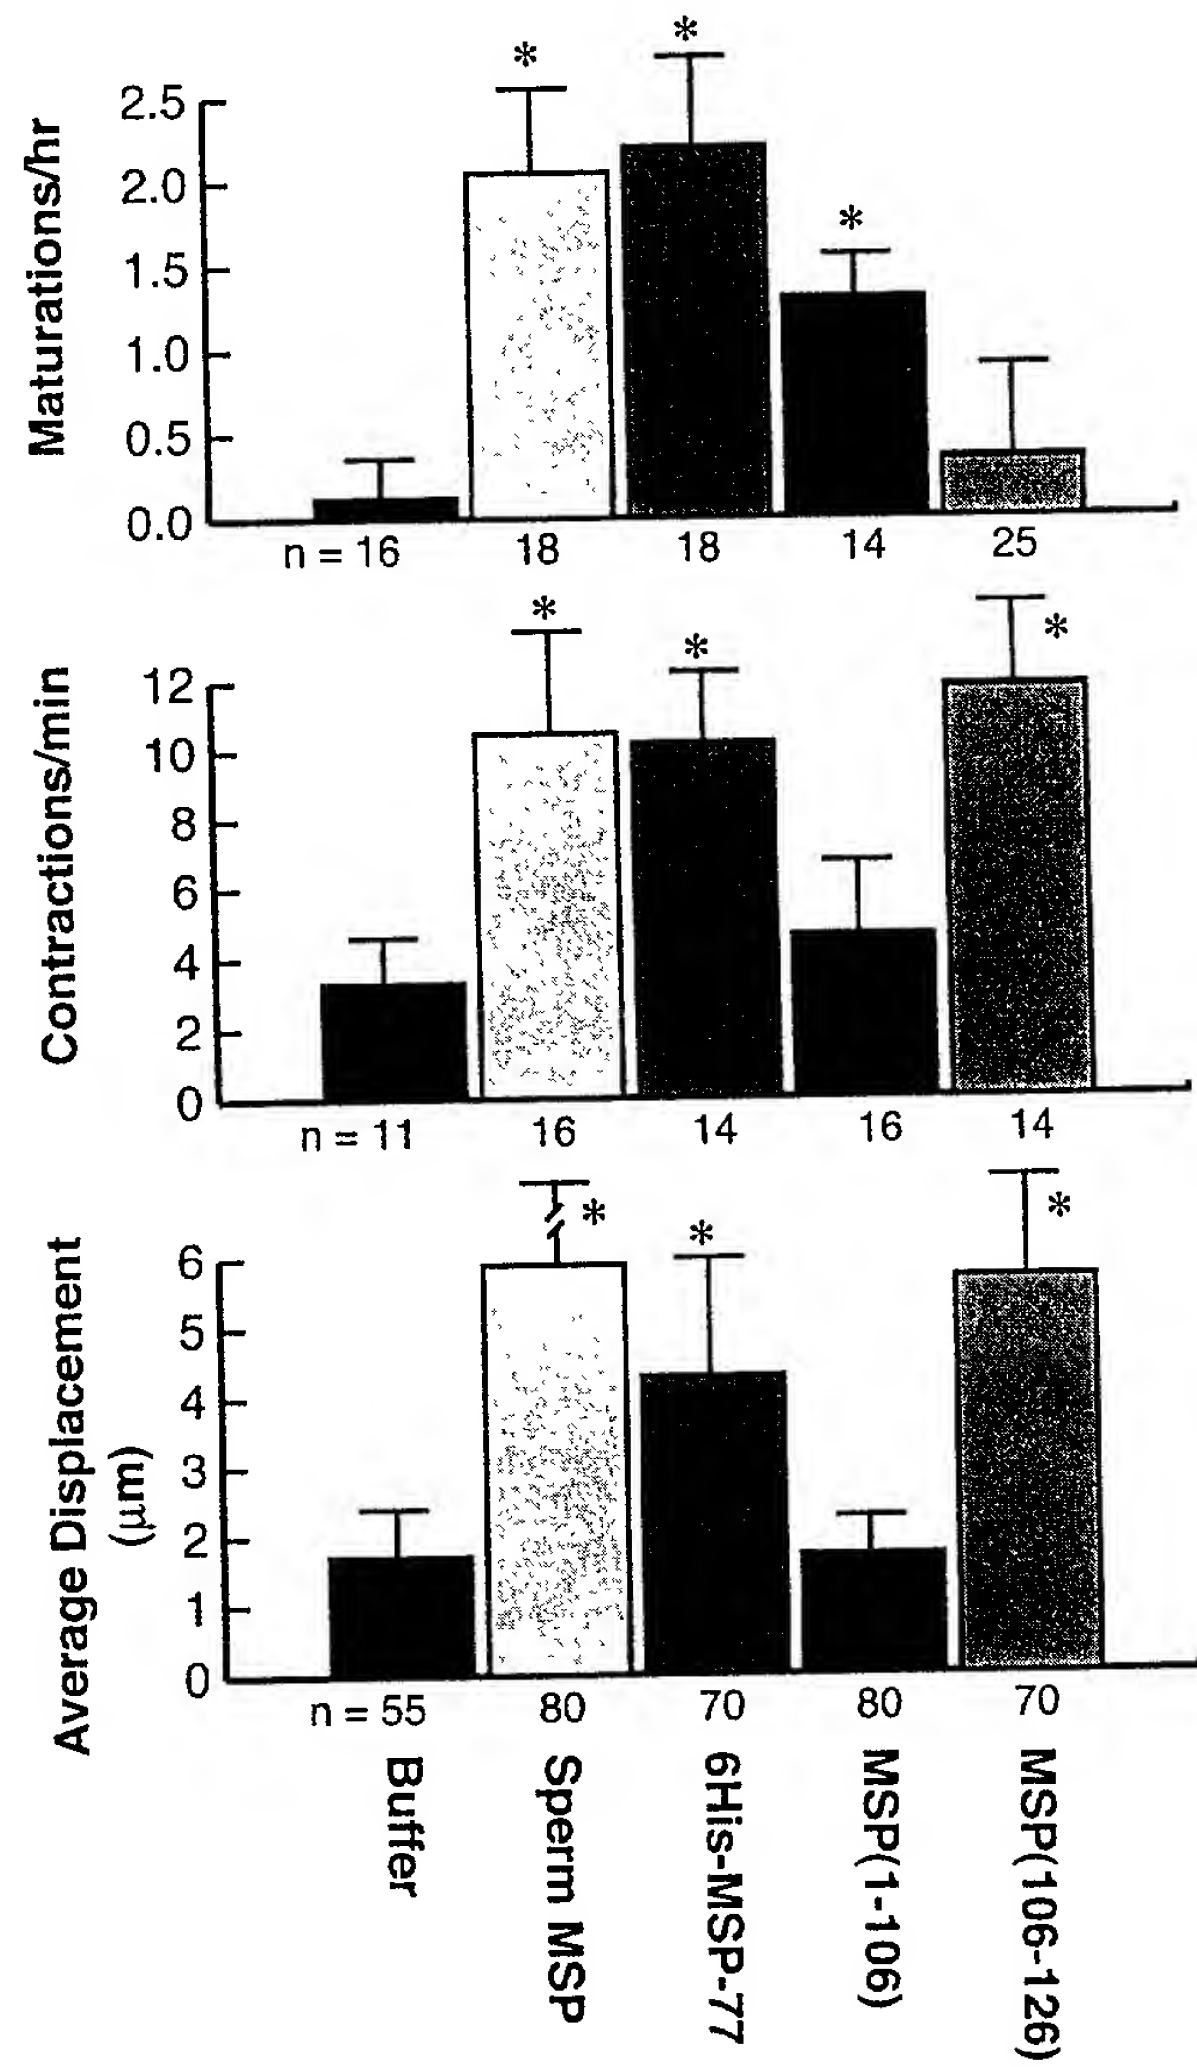 Maturations/hr
2.5
2.0
1.5
1.0
0.5
0.0
* * *
n = 16 18 18 14 25
Contractions/min
12
10
8
6
4
2
0
* * *
n = 11 16 14 16 14
Average Displacement
(µm)
6
5
4
3
2
1
0
* * *
n = 55 80 70 80 70
Buffer
Sperm MSP
6His-MSP-77
MSP(1-106)
MSP(106-126)